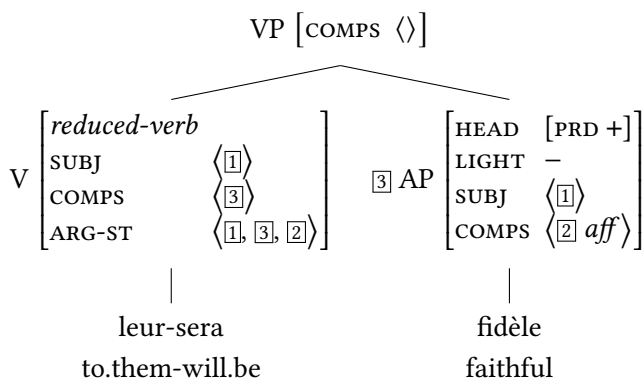 VP [COMPS ⟨⟩]
V [reduced-verb
SUBJ ⟨[1]⟩
COMPS ⟨[3]⟩
ARG-ST ⟨[1], [3], [2]⟩]
[3] AP [HEAD [PRD +]
LIGHT −
SUBJ ⟨[1]⟩
COMPS ⟨[2] aff⟩]
leur-sera
to.them-will.be
fidèle
faithful